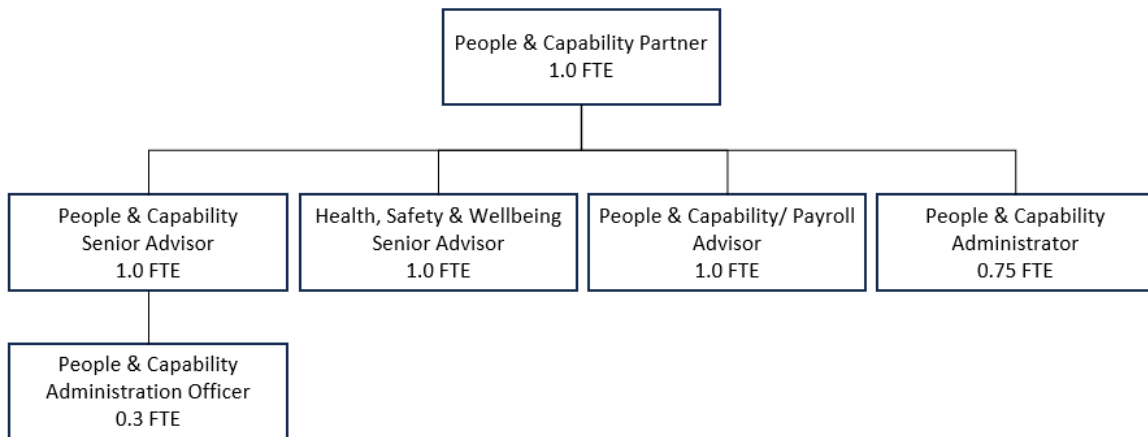 People & Capability Partner
1.0 FTE
People & Capability
Senior Advisor
1.0 FTE
Health, Safety & Wellbeing
Senior Advisor
1.0 FTE
People & Capability/ Payroll
Advisor
1.0 FTE
People & Capability
Administrator
0.75 FTE
People & Capability
Administration Officer
0.3 FTE